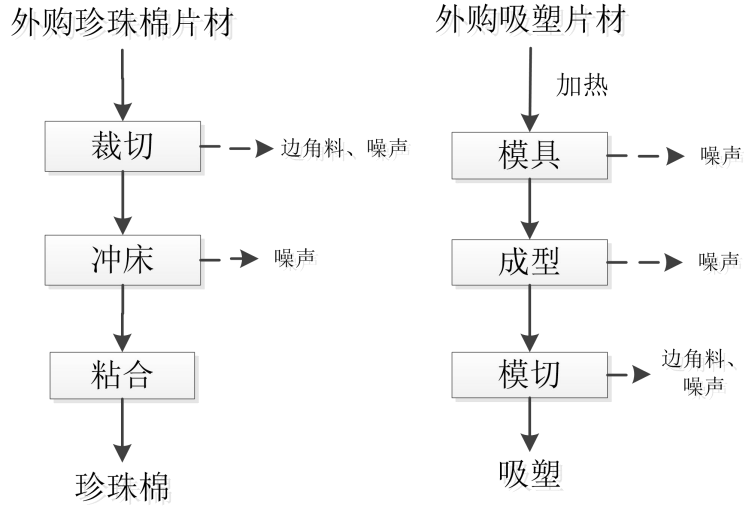 外购珍珠棉片材
裁切
边角料、噪声
冲床
噪声
粘合
珍珠棉
外购吸塑片材
加热
模具
噪声
成型
噪声
模切
边角料、
噪声
吸塑